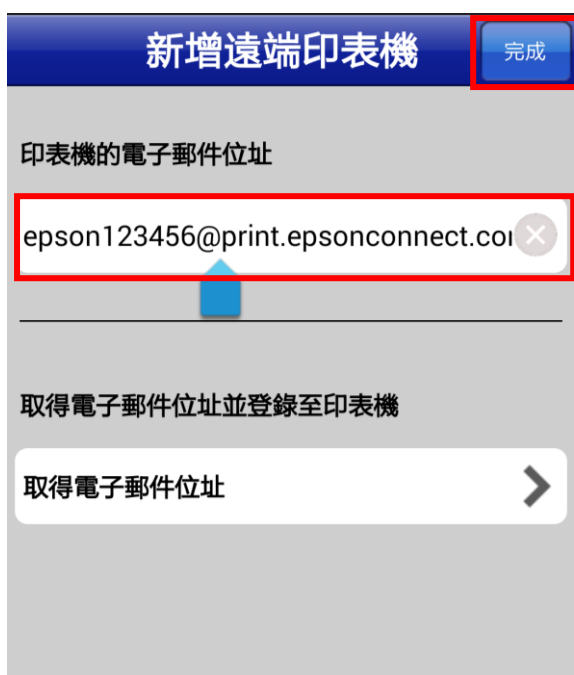 新增遠端印表機
完成
印表機的電子郵件位址
epson123456@print.epsonconnect.co
取得電子郵件位址並登錄至印表機
取得電子郵件位址